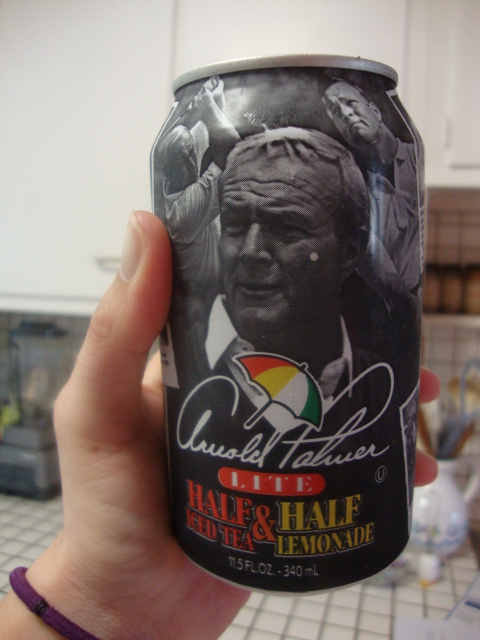 Arnold Palmer
LITE
HALF & HALF
ICED TEA LEMONADE
11.5 FL.OZ. - 340 mL
U